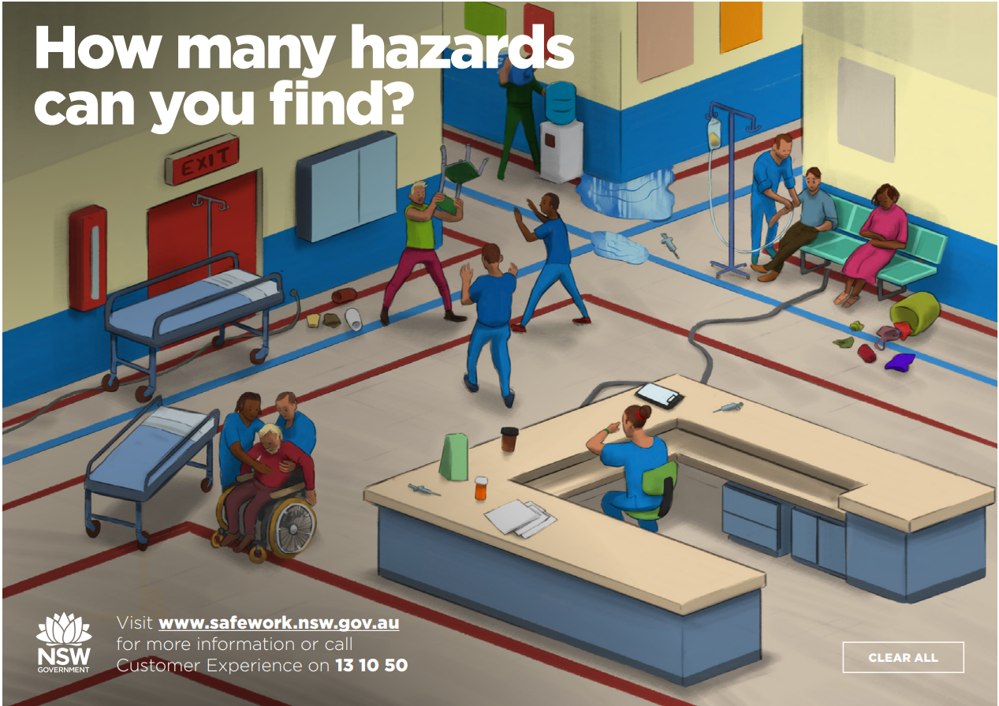 How many hazards
can you find?
EXIT
Visit www.safework.nsw.gov.au
for more information or call
Customer Experience on 13 10 50
NSW
GOVERNMENT
CLEAR ALL